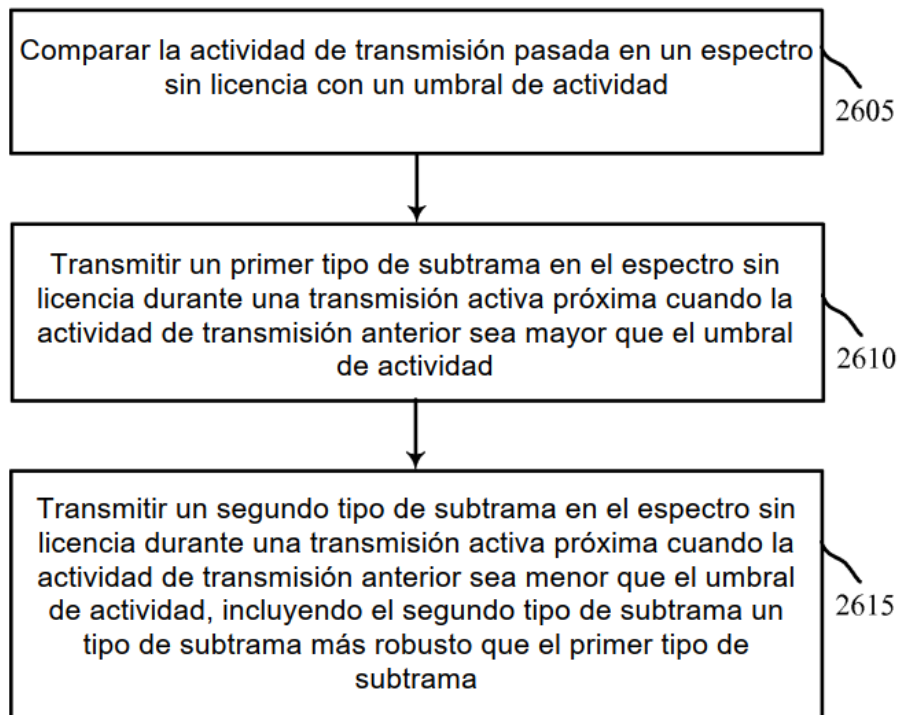 Comparar la actividad de transmisión pasada en un espectro
sin licencia con un umbral de actividad
2605
Transmitir un primer tipo de subtrama en el espectro sin
licencia durante una transmisión activa próxima cuando la
actividad de transmisión anterior sea mayor que el umbral
de actividad
2610
Transmitir un segundo tipo de subtrama en el espectro sin
licencia durante una transmisión activa próxima cuando la
actividad de transmisión anterior sea menor que el umbral
de actividad, incluyendo el segundo tipo de subtrama un
tipo de subtrama más robusto que el primer tipo de
subtrama
2615